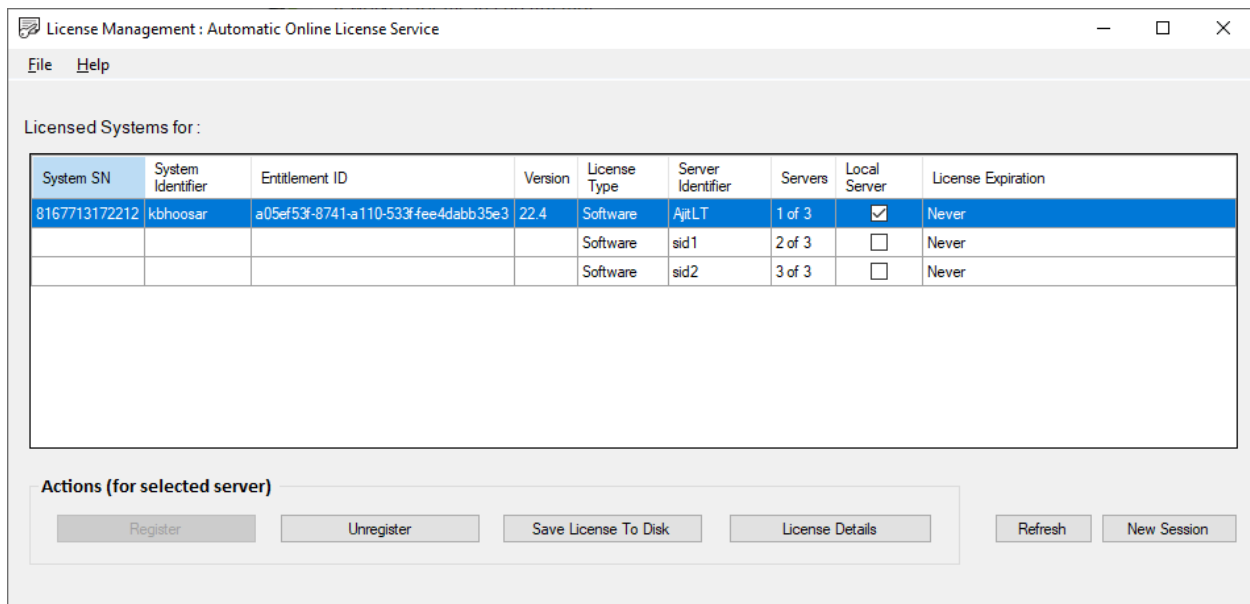 License Management : Automatic Online License Service
File Help
Licensed Systems for :
System SN System Identifier Entitlement ID Version License Type Server Identifier Servers Local Server License Expiration
8167713172212 kbhoosar a05ef53f-8741-a110-533f-fee4dabb35e3 22.4 Software AjitLT 1 of 3 Never
Software sid1 2 of 3 Never
Software sid2 3 of 3 Never
Actions (for selected server)
Register Unregister Save License To Disk License Details Refresh New Session